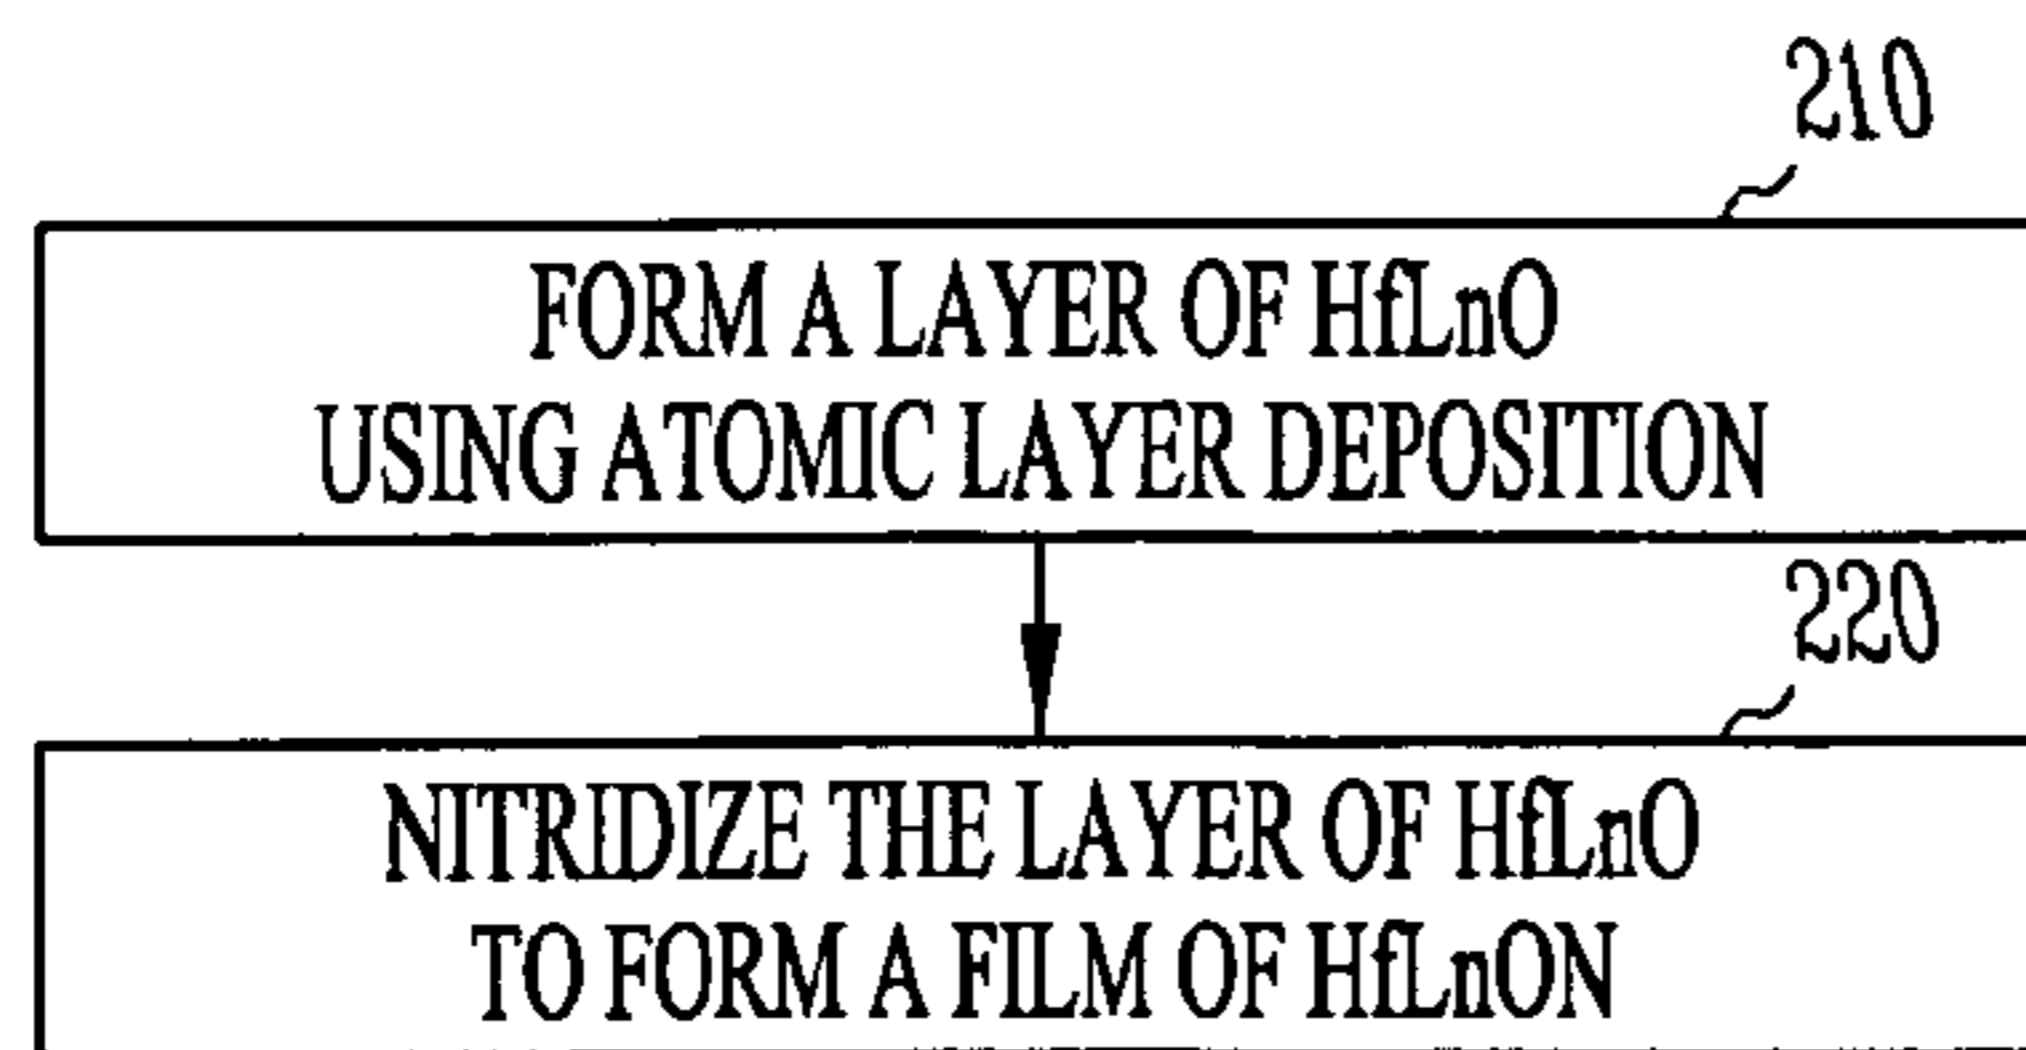 210
FORM A LAYER OF HfLnO
USING ATOMIC LAYER DEPOSITION
220
NITRIDIZE THE LAYER OF HfLnO
TO FORM A FILM OF HfLnON